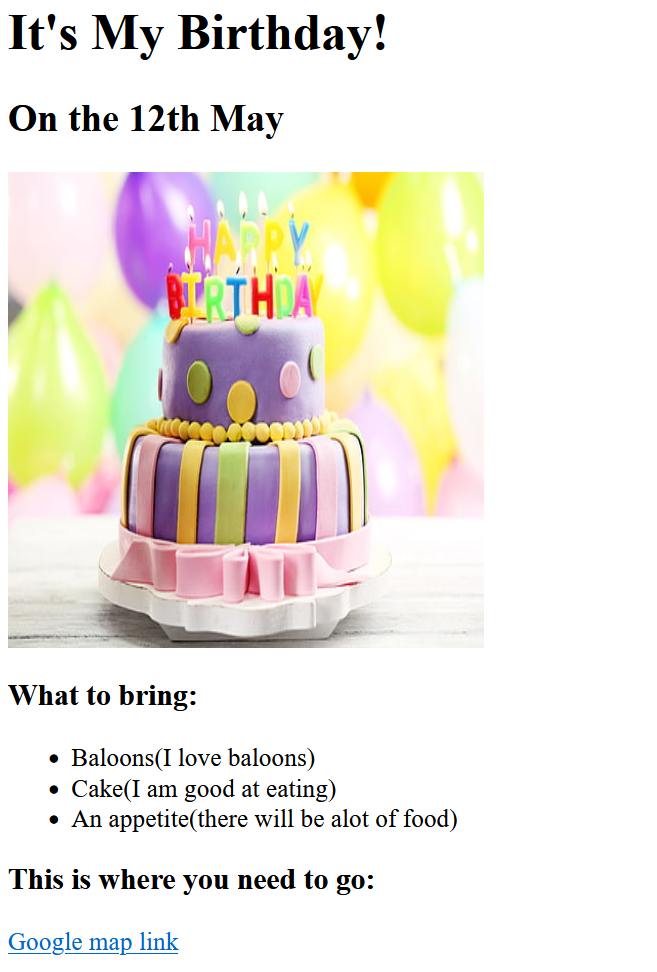 It's My Birthday!
On the 12th May
HAPPY
BIRTHDAY
What to bring:
Baloons(I love baloons)
Cake(I am good at eating)
An appetite(there will be alot of food)
This is where you need to go:
Google map link